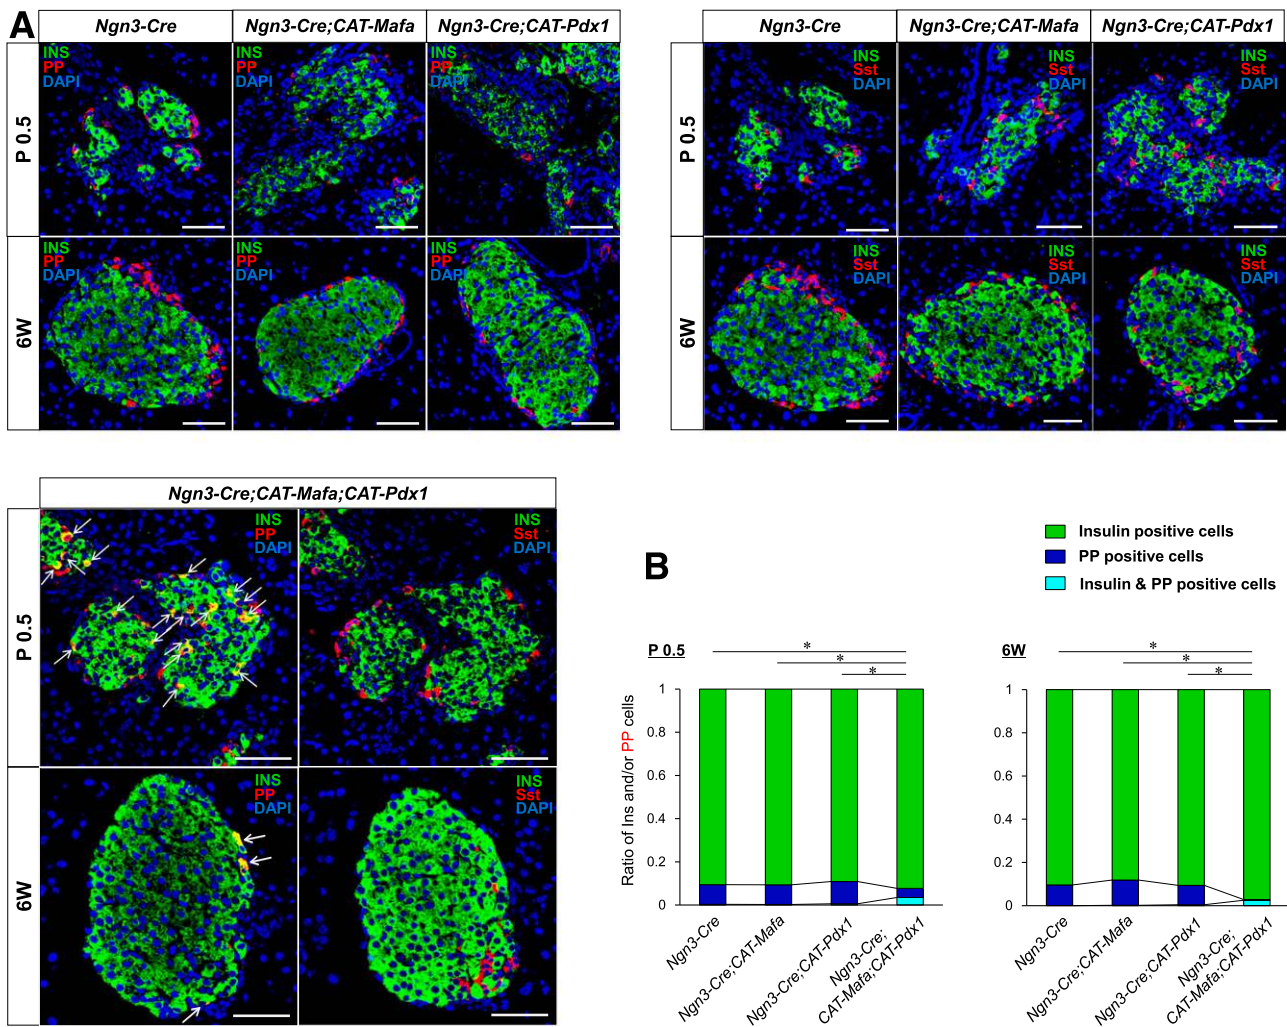 A
Ngn3-Cre
Ngn3-Cre;CAT-Mafa
Ngn3-Cre;CAT-Pdx1
P 0.5
INS
PP
DAPI
INS
PP
DAPI
INS
PP
DAPI
6W
INS
PP
DAPI
INS
PP
DAPI
INS
PP
DAPI
Ngn3-Cre
Ngn3-Cre;CAT-Mafa
Ngn3-Cre;CAT-Pdx1
P 0.5
INS
Sst
DAPI
INS
Sst
DAPI
INS
Sst
DAPI
6W
INS
Sst
DAPI
INS
Sst
DAPI
INS
Sst
DAPI
Ngn3-Cre;CAT-Mafa;CAT-Pdx1
P 0.5
INS
PP
DAPI
INS
Sst
DAPI
6W
INS
PP
DAPI
INS
Sst
DAPI
B
Insulin positive cells
PP positive cells
Insulin & PP positive cells
P 0.5
*
*
*
Ratio of Ins and/or PP cells
1
0.8
0.6
0.4
0.2
0
Ngn3-Cre
Ngn3-Cre;CAT-Mafa
Ngn3-Cre;CAT-Pdx1
Ngn3-Cre;
CAT-Mafa;CAT-Pdx1
6W
*
*
*
1
0.8
0.6
0.4
0.2
0
Ngn3-Cre
Ngn3-Cre;CAT-Mafa
Ngn3-Cre;CAT-Pdx1
Ngn3-Cre;
CAT-Mafa;CAT-Pdx1